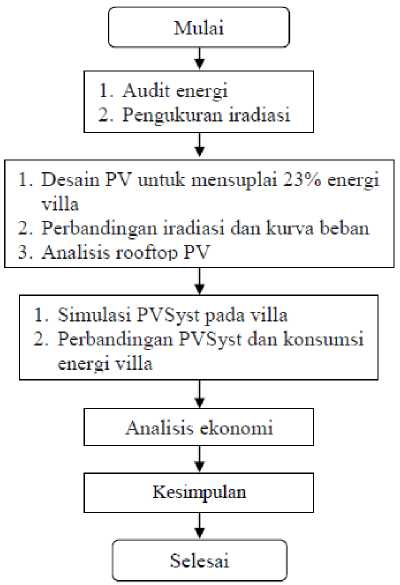 Mulai
1. Audit energi
2. Pengukuran iradiasi
1. Desain PV untuk mensuplai 23% energi
villa
2. Perbandingan iradiasi dan kurva beban
3. Analisis rooftop PV
1. Simulasi PVSyst pada villa
2. Perbandingan PVSyst dan konsumsi
energi villa
Analisis ekonomi
Kesimpulan
Selesai